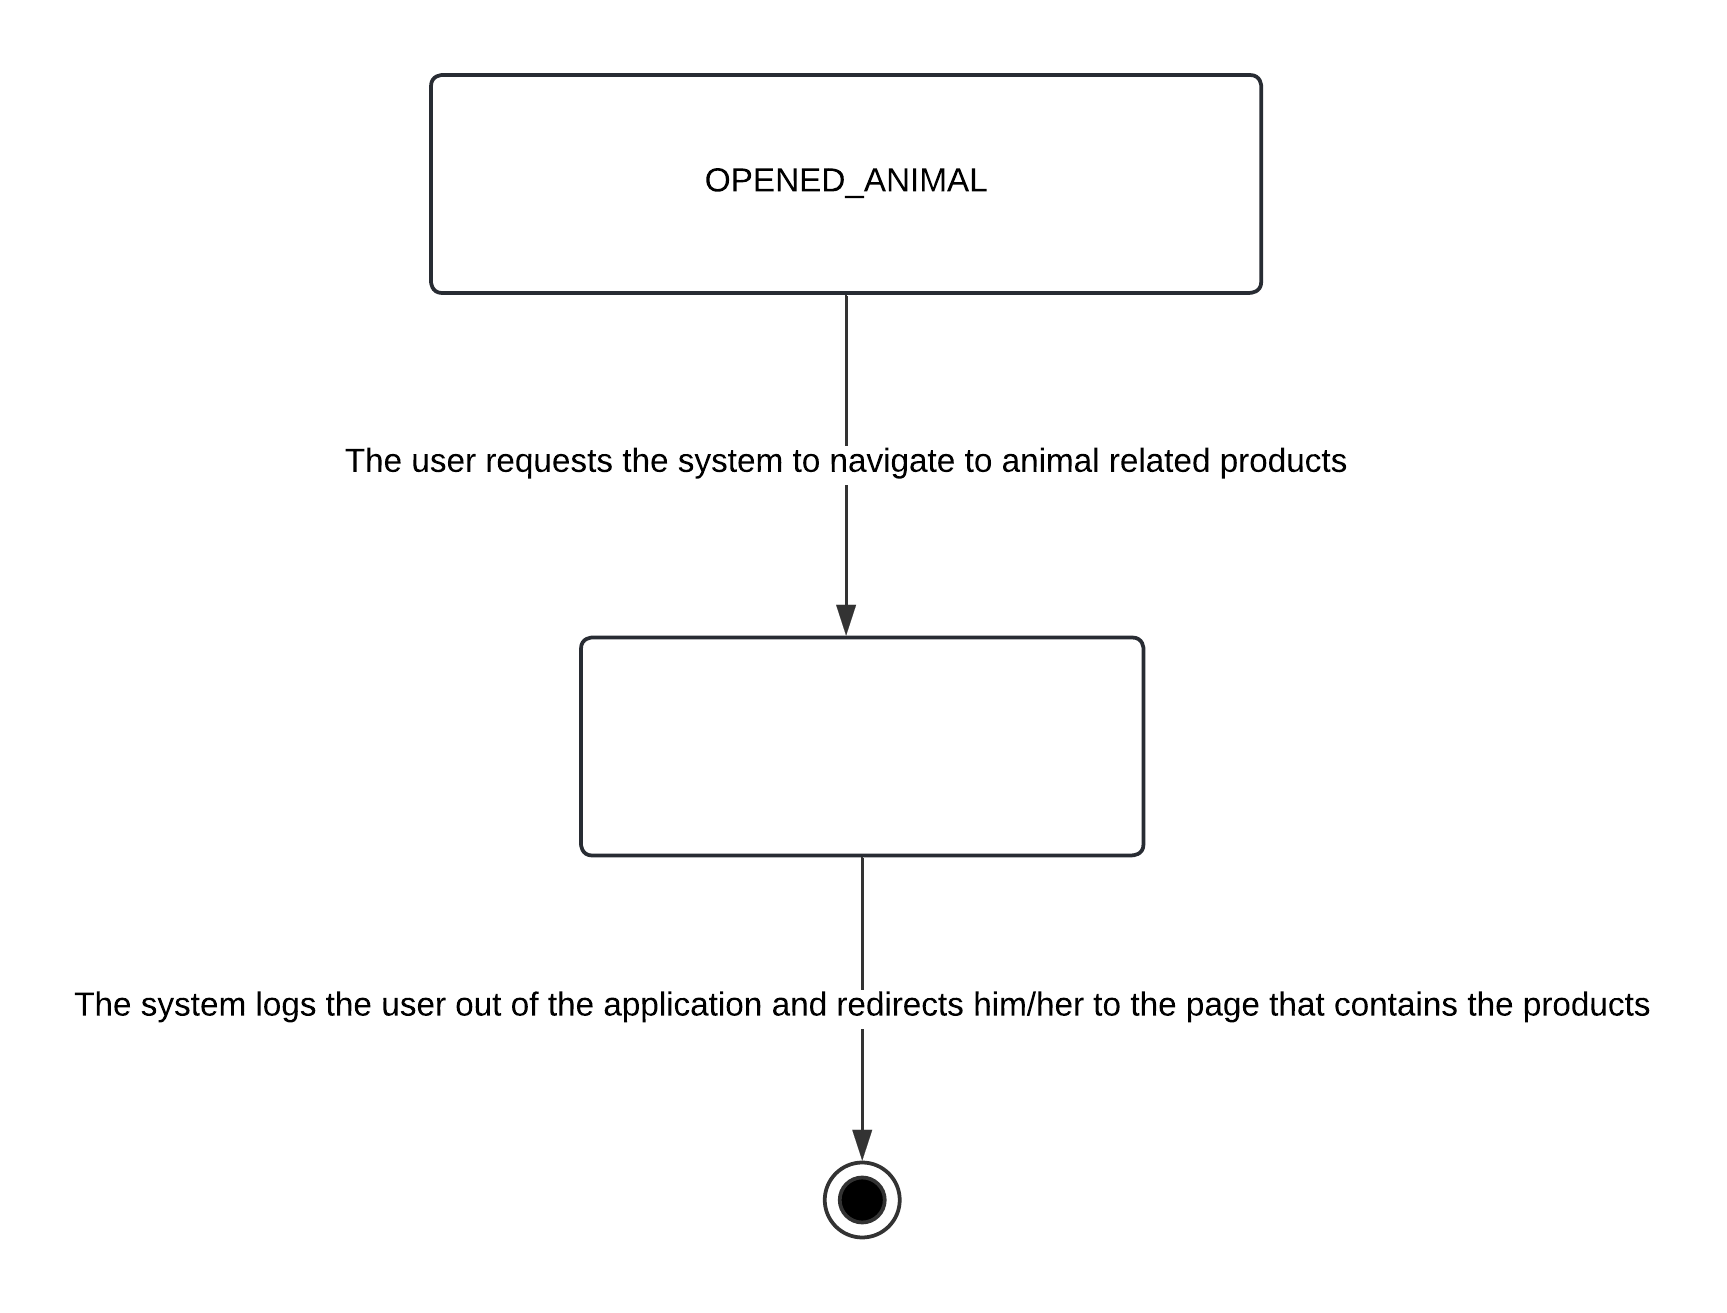 OPENED_ANIMAL
The user requests the system to navigate to animal related products
The system logs the user out of the application and redirects him/her to the page that contains the products